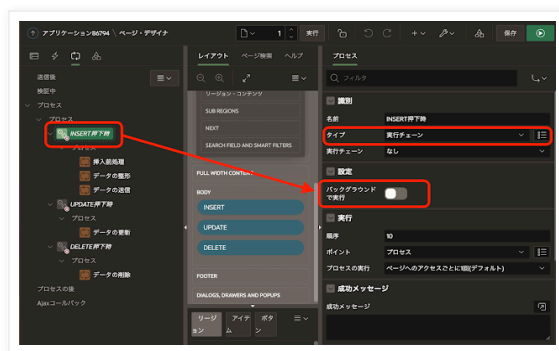 アプリケーション86794 \ ページ・デザイナ
1
実行
保存
送信後
検証中
プロセス
プロセス
INSERT押下時
プロセス
挿入前処理
データの整形
データの送信
UPDATE押下時
プロセス
データの更新
DELETE押下時
プロセス
データの削除
プロセスの後
Ajaxコールバック
レイアウト
ページ検索
ヘルプ
リージョン・コンテンツ
SUB REGIONS
NEXT
SEARCH FIELD AND SMART FILTERS
FULL WIDTH CONTENT
BODY
INSERT
UPDATE
DELETE
FOOTER
DIALOGS, DRAWERS AND POPUPS
リージョン
アイテム
ボタン
プロセス
フィルタ
識別
名前 INSERT押下時
タイプ 実行チェーン
実行チェーン なし
設定
バックグラウンド
で実行
実行
順序 10
ポイント プロセス
プロセスの実行 ページへのアクセスごとに1回(デフォルト)
成功メッセージ
成功メッセージ